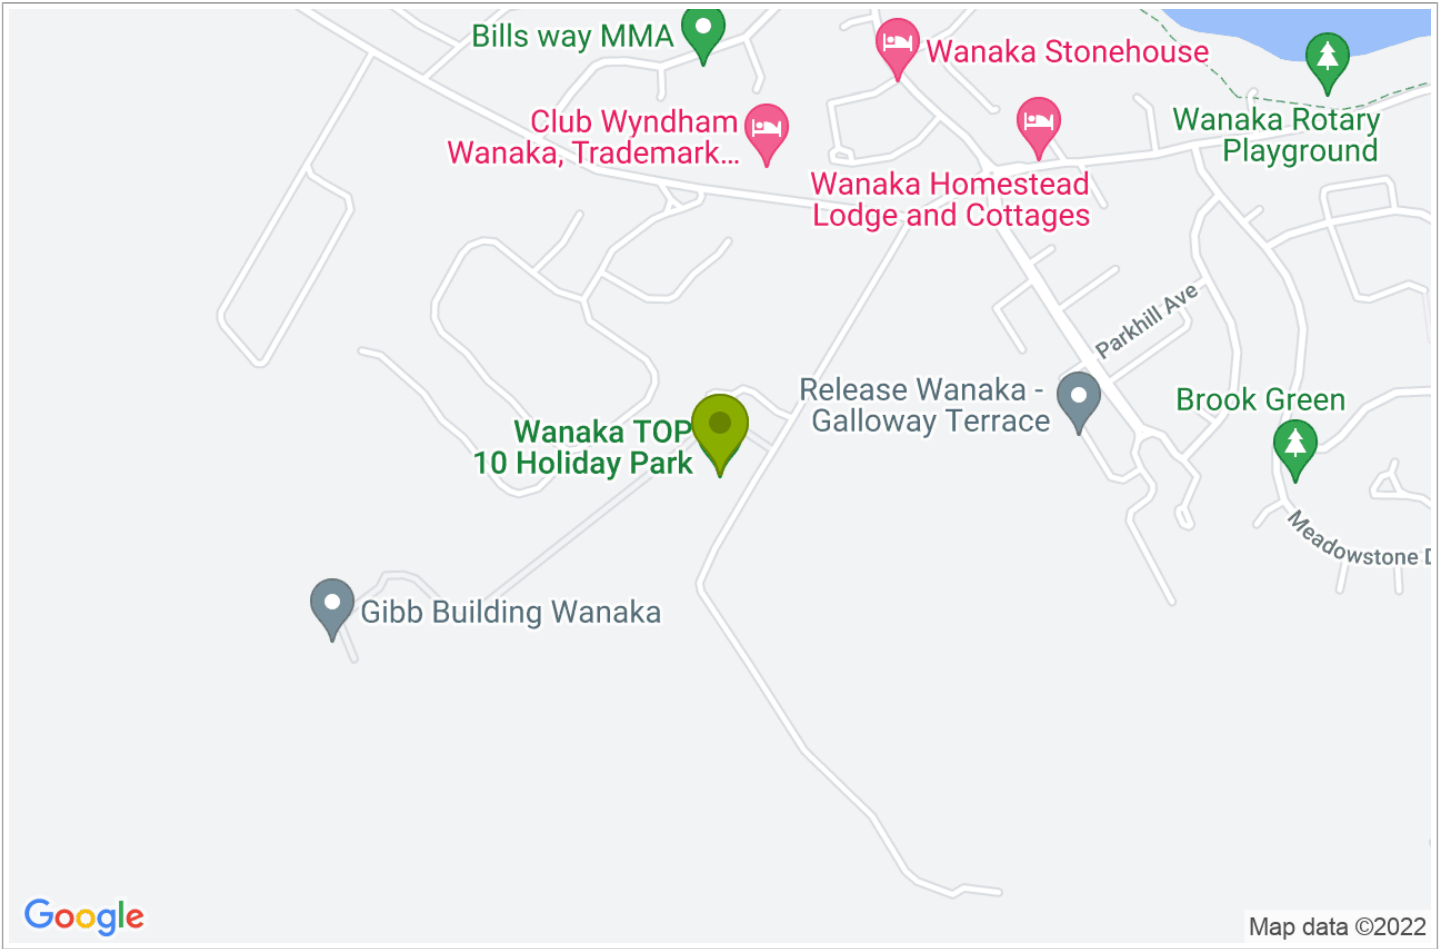 Bills way MMA
Wanaka Stonehouse
Club Wyndham
Wanaka, Trademark...
Wanaka Rotary
Playground
Wanaka Homestead
Lodge and Cottages
Parkhill Ave
Release Wanaka -
Galloway Terrace
Brook Green
Wanaka TOP
10 Holiday Park
Meadowstone D
Gibb Building Wanaka
Google
Map data ©2022